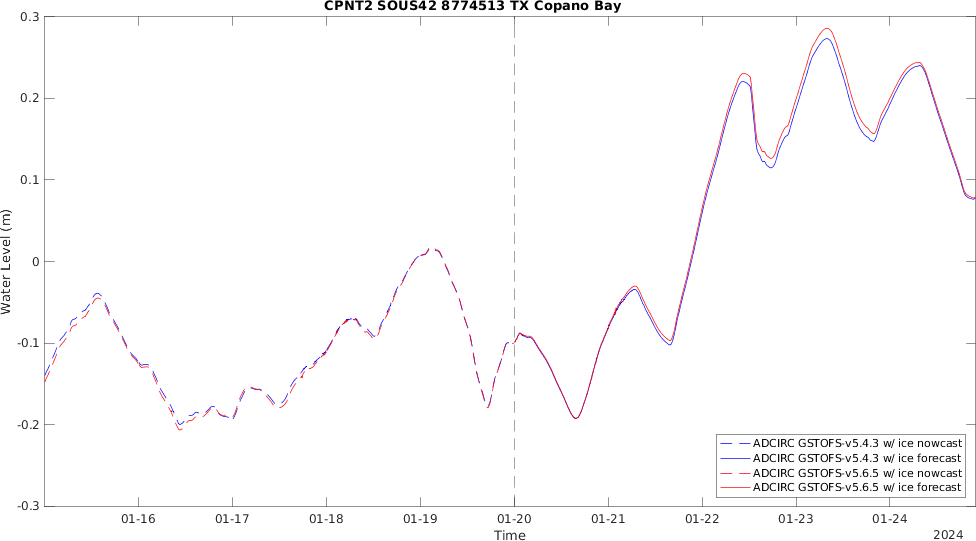 CPNT2 SOUS42 8774513 TX Copano Bay
0.3
0.2
0.1
0
-0.1
-0.2
-0.3
Water Level (m)
01-16 01-17 01-18 01-19 01-20 01-21 01-22 01-23 01-24
Time
2024
ADCIRC GSTOFS-v5.4.3 w/ ice nowcast
ADCIRC GSTOFS-v5.4.3 w/ ice forecast
ADCIRC GSTOFS-v5.6.5 w/ ice nowcast
ADCIRC GSTOFS-v5.6.5 w/ ice forecast